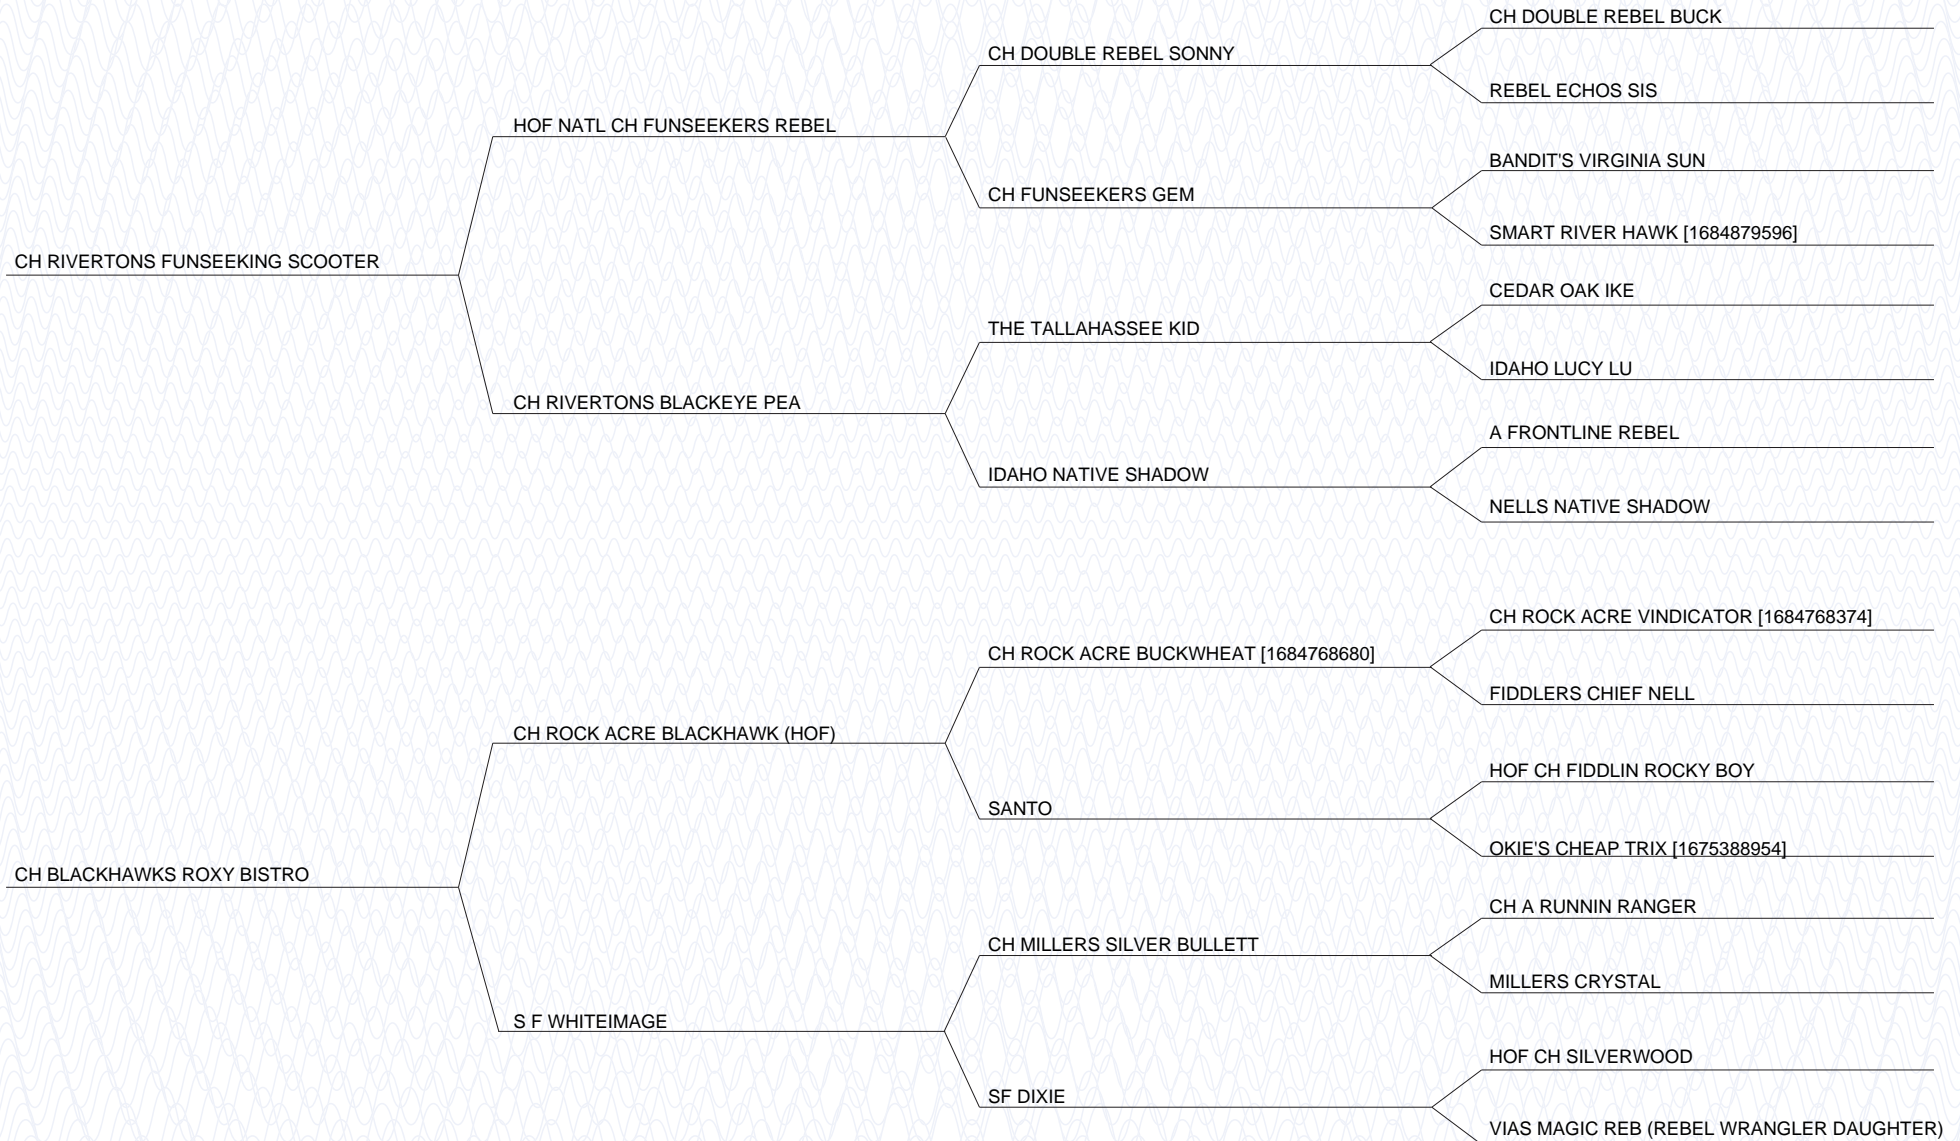 CH DOUBLE REBEL BUCK
CH DOUBLE REBEL SONNY
REBEL ECHOS SIS
HOF NATL CH FUNSEEKERS REBEL
BANDIT'S VIRGINIA SUN
CH FUNSEEKERS GEM
SMART RIVER HAWK [1684879596]
CH RIVERTONS FUNSEEKING SCOOTER
CEDAR OAK IKE
THE TALLAHASSEE KID
IDAHO LUCY LU
CH RIVERTONS BLACKEYE PEA
A FRONTLINE REBEL
IDAHO NATIVE SHADOW
NELLS NATIVE SHADOW
CH ROCK ACRE VINDICATOR [1684768374]
CH ROCK ACRE BUCKWHEAT [1684768680]
FIDDLERS CHIEF NELL
CH ROCK ACRE BLACKHAWK (HOF)
HOF CH FIDDLIN ROCKY BOY
SANTO
OKIE'S CHEAP TRIX [1675388954]
CH BLACKHAWKS ROXY BISTRO
CH A RUNNIN RANGER
CH MILLERS SILVER BULLETT
MILLERS CRYSTAL
S F WHITEIMAGE
HOF CH SILVERWOOD
SF DIXIE
VIAS MAGIC REB (REBEL WRANGLER DAUGHTER)